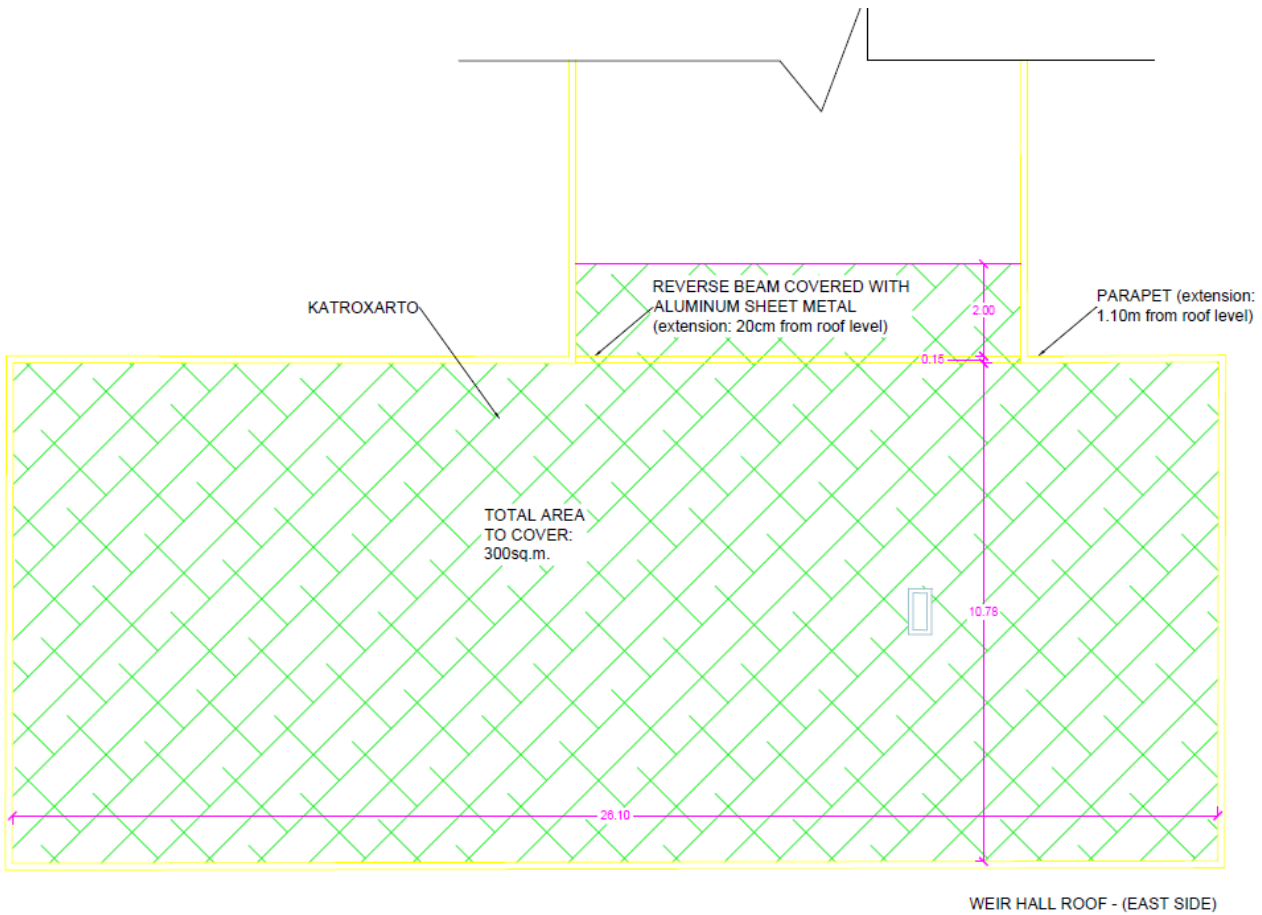 REVERSE BEAM COVERED WITH
ALUMINUM SHEET METAL
(extension: 20cm from roof level)
KATROXARTO
2.00
PARAPET (extension:
1.10m from roof level)
0.15
TOTAL AREA
TO COVER:
300sq.m.
10.78
26.10
WEIR HALL ROOF - (EAST SIDE)